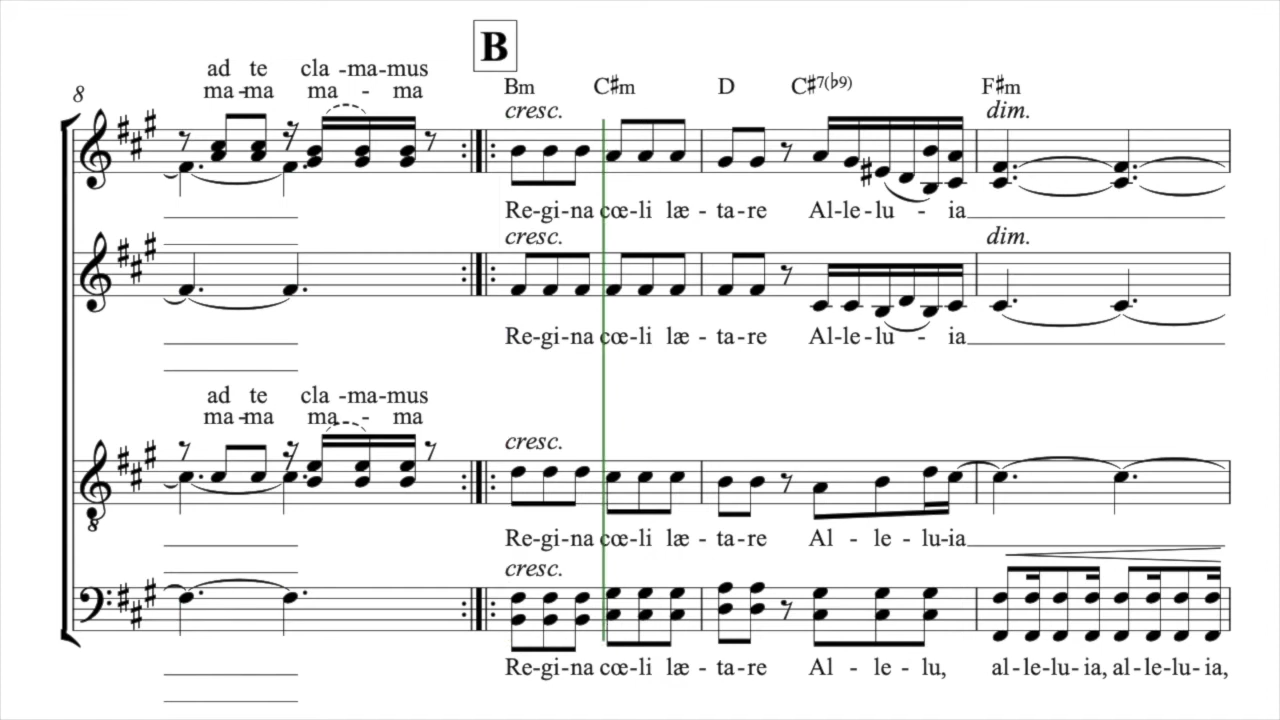 B
ad te cla-ma-mus
ma-ma ma - ma
8
Bm C#m D C#7(b9) F#m
cresc. dim.
Re-gi-na cœ-li læ - ta-re Al-le-lu - ia
cresc. dim.
Re-gi-na cœ-li læ - ta-re Al-le-lu - ia
ad te cla-ma-mus
ma-ma ma - ma
cresc.
8
Re-gi-na cœ-li læ - ta-re Al - le - lu-ia
cresc.
Re-gi-na cœ-li læ - ta-re Al - le - lu, al-le-lu-ia, al-le-lu-ia,